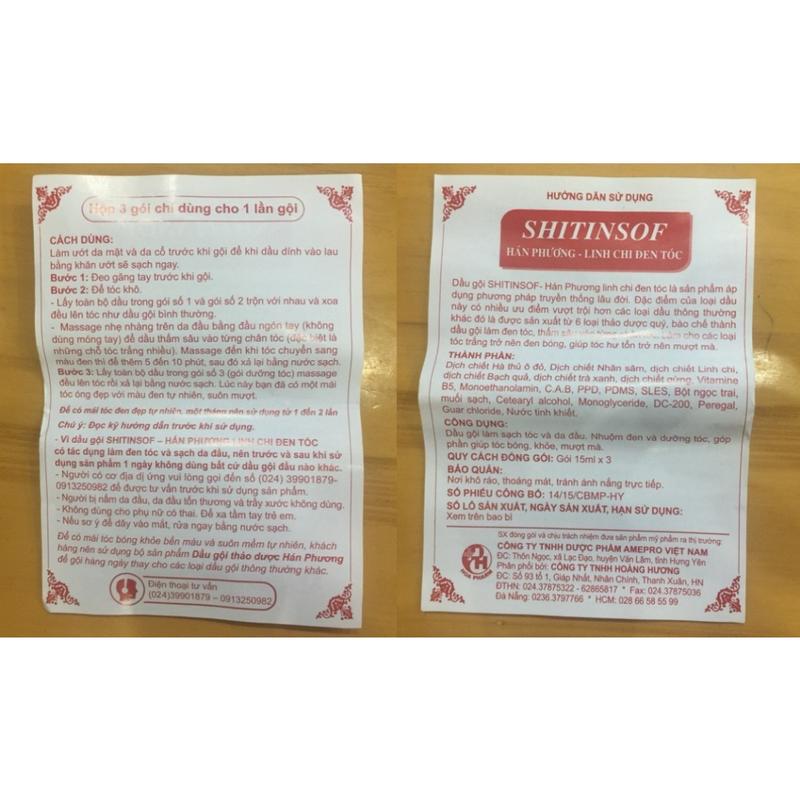 Hộp 3 gói chỉ dùng cho 1 lần gội
CÁCH DÙNG:
Làm ướt da mặt và da cổ trước khi gội để khi dầu dính vào lau
bằng khăn ướt sẽ sạch ngay.
Bước 1: Đeo găng tay trước khi gội.
Bước 2: Để tóc khô.
- Lấy toàn bộ dầu trong gói số 1 và gói số 2 trộn với nhau và xoa
đều lên tóc như dầu gội bình thường.
- Massage nhẹ nhàng trên da đầu bằng đầu ngón tay (không
dùng móng tay) để dầu thấm sâu vào từng chân tóc (đặc biệt là
những chỗ tóc trắng nhiều). Massage đến khi tóc chuyển sang
màu đen thì để thêm 5 đến 10 phút, sau đó xả lại bằng nước sạch.
Bước 3: Lấy toàn bộ dầu trong gói số 3 (gói dưỡng tóc) massage
đều lên tóc rồi xả lại bằng nước sạch. Lúc này bạn đã có một mái
tóc óng đẹp với màu đen tự nhiên, suôn mượt.
Để có mái tóc đen đẹp tự nhiên, một tháng nên sử dụng từ 1 đến 2 lần
Chú ý: Đọc kỹ hướng dẫn trước khi sử dụng.
- Vì dầu gội SHITINSOF – HÁN PHƯƠNG LINH CHI ĐEN TÓC
có tác dụng làm đen tóc và sạch da đầu, nên trước và sau khi sử
dụng sản phẩm 1 ngày không dùng bất cứ dầu gội đầu nào khác.
- Người có cơ địa dị ứng vui lòng gọi đến số (024) 39901879-
0913250982 để được tư vấn trước khi sử dụng sản phẩm.
- Người bị nấm da đầu, da đầu tổn thương và trầy xước không dùng.
- Không dùng cho phụ nữ có thai. Để xa tầm tay trẻ em.
- Nếu sơ ý để dây vào mắt, rửa ngay bằng nước sạch.
Để có mái tóc bóng khỏe bền màu và suôn mềm tự nhiên, khách
hàng nên sử dụng bộ sản phẩm Dầu gội thảo dược Hán Phương
để gội hàng ngày thay cho các loại dầu gội thông thường khác.
Điện thoại tư vấn
(024)39901879 – 0913250982
HƯỚNG DẪN SỬ DỤNG
SHITINSOF
HÁN PHƯƠNG - LINH CHI ĐEN TÓC
Dầu gội SHITINSOF- Hán Phương linh chi đen tóc là sản phẩm áp
dụng phương pháp truyền thống lâu đời. Đặc điểm của loại dầu
này có nhiều ưu điểm vượt trội hơn các loại dầu thông thường
khác đó là được sản xuất từ 6 loại thảo dược quý, bào chế thành
dầu gội làm đen tóc, thấm sâu vào từng chân tóc. Làm cho các loại
tóc trắng trở nên đen bóng, giúp tóc hư tổn trở nên mượt mà.
THÀNH PHẦN:
Dịch chiết Hà thủ ô đỏ, Dịch chiết Nhân sâm, dịch chiết Linh chi,
dịch chiết Bạch quả, dịch chiết trà xanh, dịch chiết gừng, Vitamine
B5, Monoethanolamin, C.A.B, PPD, PDMS, SLES, Bột ngọc trai,
muối sạch, Cetearyl alcohol, Monoglyceride, DC-200, Peregal,
Guar chloride, Nước tinh khiết.
CÔNG DỤNG:
Dầu gội làm sạch tóc và da đầu. Nhuộm đen và dưỡng tóc, góp
phần giúp tóc bóng, khỏe, mượt mà.
QUY CÁCH ĐÓNG GÓI: Gói 15ml x 3
BẢO QUẢN:
Nơi khô ráo, thoáng mát, tránh ánh nắng trực tiếp.
SỐ PHIẾU CÔNG BỐ: 14/15/CBMP-HY
SỐ LÔ SẢN XUẤT, NGÀY SẢN XUẤT, HẠN SỬ DỤNG:
Xem trên bao bì
SX đóng gói và chịu trách nhiệm đưa sản phẩm mỹ phẩm ra thị trường:
CÔNG TY TNHH DƯỢC PHẨM AMEPRO VIỆT NAM
ĐC: Thôn Ngọc, xã Lạc Đạo, huyện Văn Lâm, tỉnh Hưng Yên
Phân phối bởi: CÔNG TY TNHH HOÀNG HƯƠNG
ĐC: Số 93 tổ 1, Giáp Nhất, Nhân Chính, Thanh Xuân, HN
ĐTHN: 024.37875322 - 62865817 * Fax: 024.37875036
Đà Nẵng: 0236.3797766 * HCM: 028 66 58 55 99